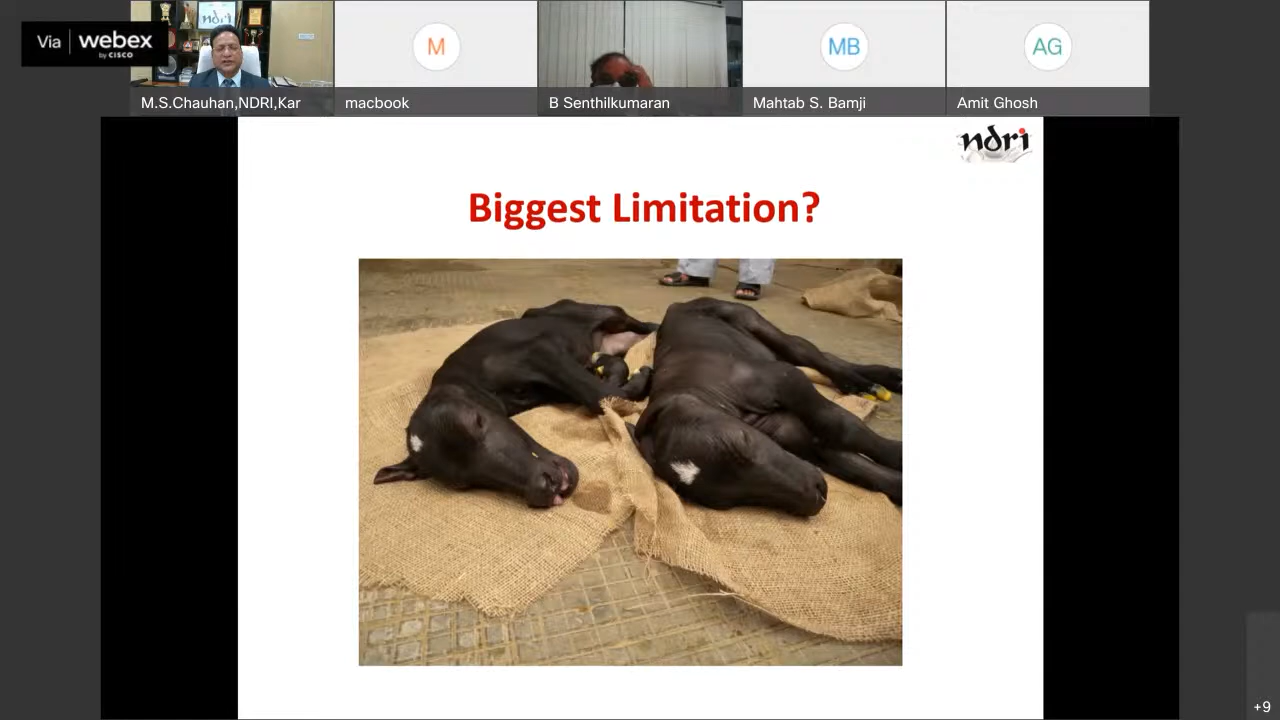 Via webex
by CISCO
ndri
M
MB
AG
M.S.Chauhan,NDRI,Kar
macbook
B Senthilkumaran
Mahtab S. Bamji
Amit Ghosh
ndri
Biggest Limitation?
+9